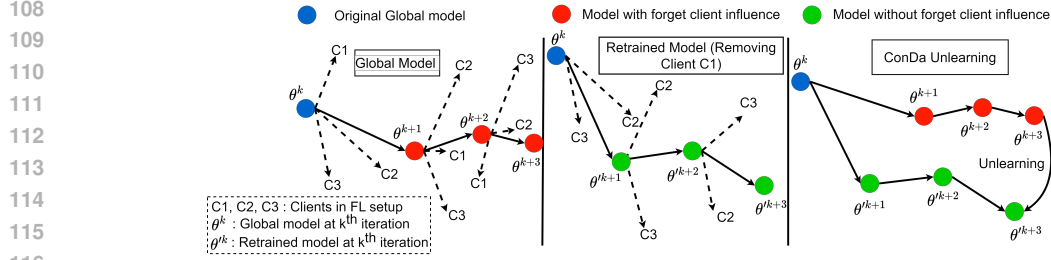 108
109
110
111
112
113
114
115
Original Global model
Model with forget client influence
Model without forget client influence
Global Model
θ^k
C1
C2
C3
C2
C3
θ^{k+1}
C1
C3
θ^{k+2}
C2
C1
θ^{k+3}
C1, C2, C3 : Clients in FL setup
θ^k : Global model at k^th iteration
θ'^k : Retrained model at k^th iteration
Retrained Model (Removing
Client C1)
θ^k
C2
C3
C2
C3
θ'^{k+1}
C3
θ'^{k+2}
C2
θ'^{k+3}
ConDa Unlearning
θ^k
θ^{k+1}
θ^{k+2}
θ^{k+3}
Unlearning
θ'^{k+1}
θ'^{k+2}
θ'^{k+3}